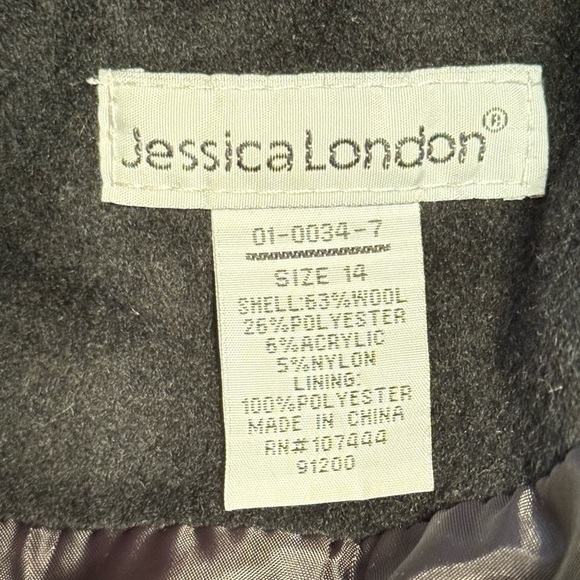 Jessica London®
01-0034-7
SIZE 14
SHELL:63%WOOL
26%POLYESTER
6%ACRYLIC
5%NYLON
LINING:
100%POLYESTER
MADE IN CHINA
RN#107444
91200